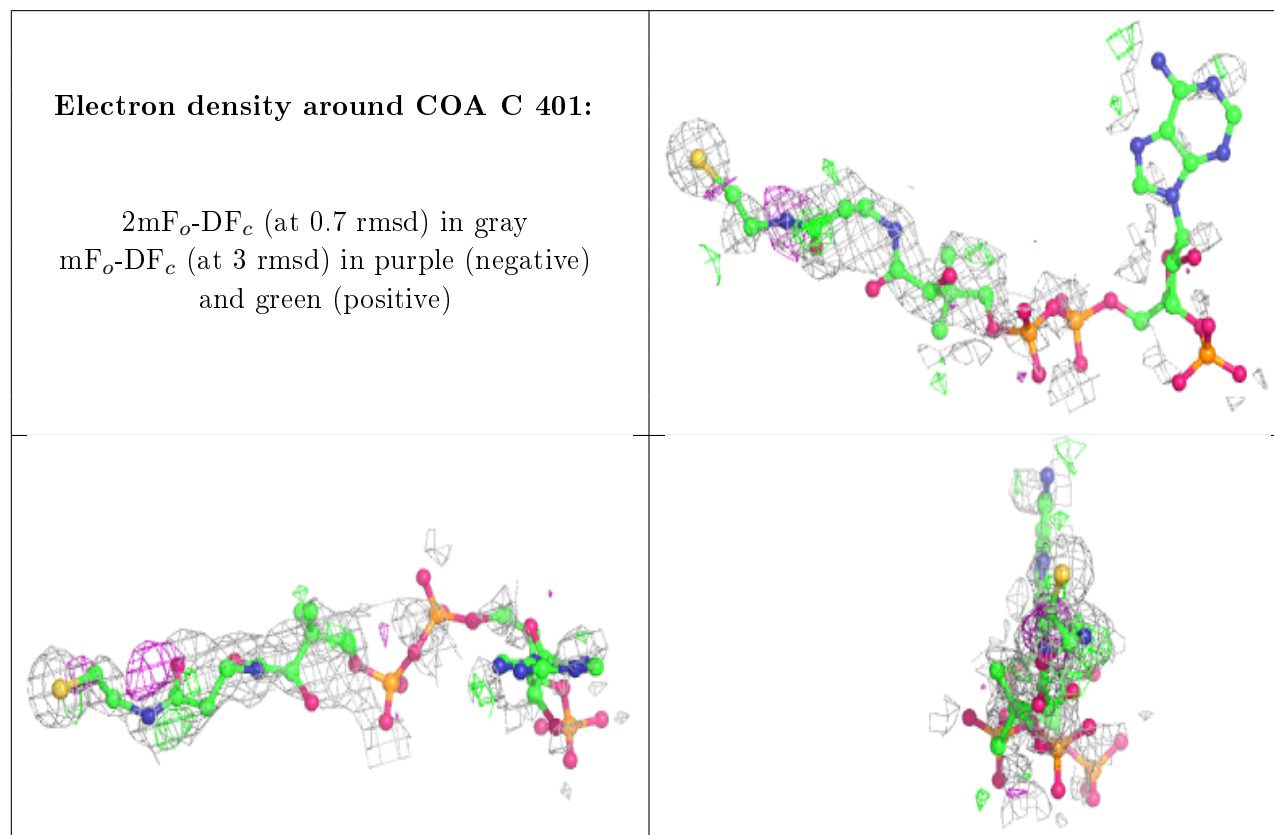 Electron density around COA C 401:
2mFo-DFc (at 0.7 rmsd) in gray
mFo-DFc (at 3 rmsd) in purple (negative)
and green (positive)